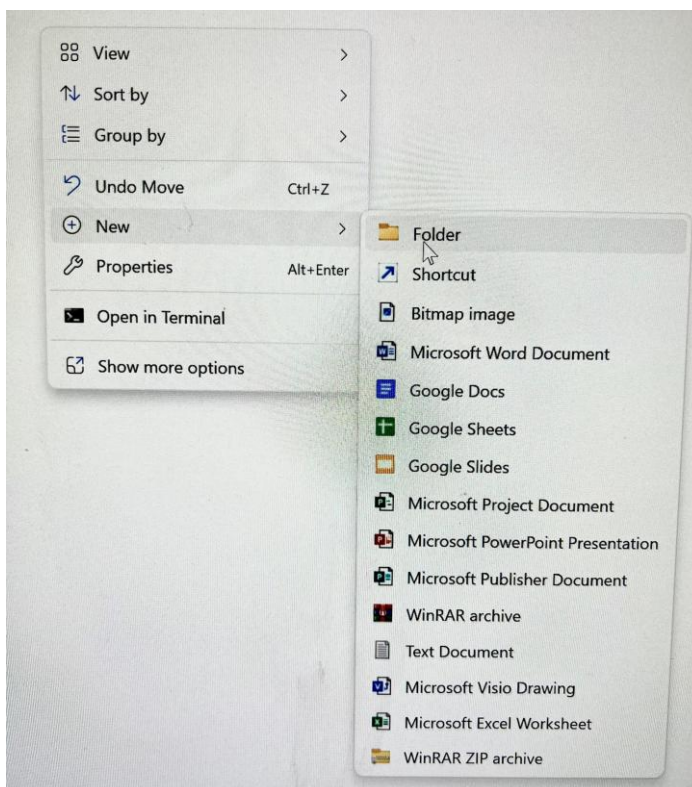 View
Sort by
Group by
Undo Move Ctrl+Z
New
Properties Alt+Enter
Open in Terminal
Show more options
Folder
Shortcut
Bitmap image
Microsoft Word Document
Google Docs
Google Sheets
Google Slides
Microsoft Project Document
Microsoft PowerPoint Presentation
Microsoft Publisher Document
WinRAR archive
Text Document
Microsoft Visio Drawing
Microsoft Excel Worksheet
WinRAR ZIP archive